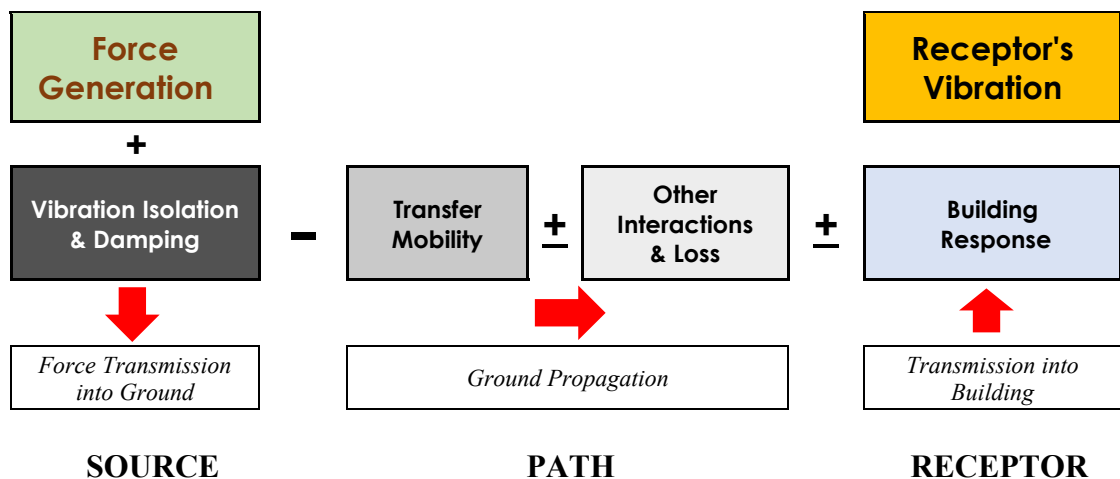 Force
Generation
Receptor's
Vibration
+
Vibration Isolation
& Damping
-
Transfer
Mobility
±
Other
Interactions
& Loss
±
Building
Response
Force Transmission
into Ground
Ground Propagation
Transmission into
Building
SOURCE
PATH
RECEPTOR